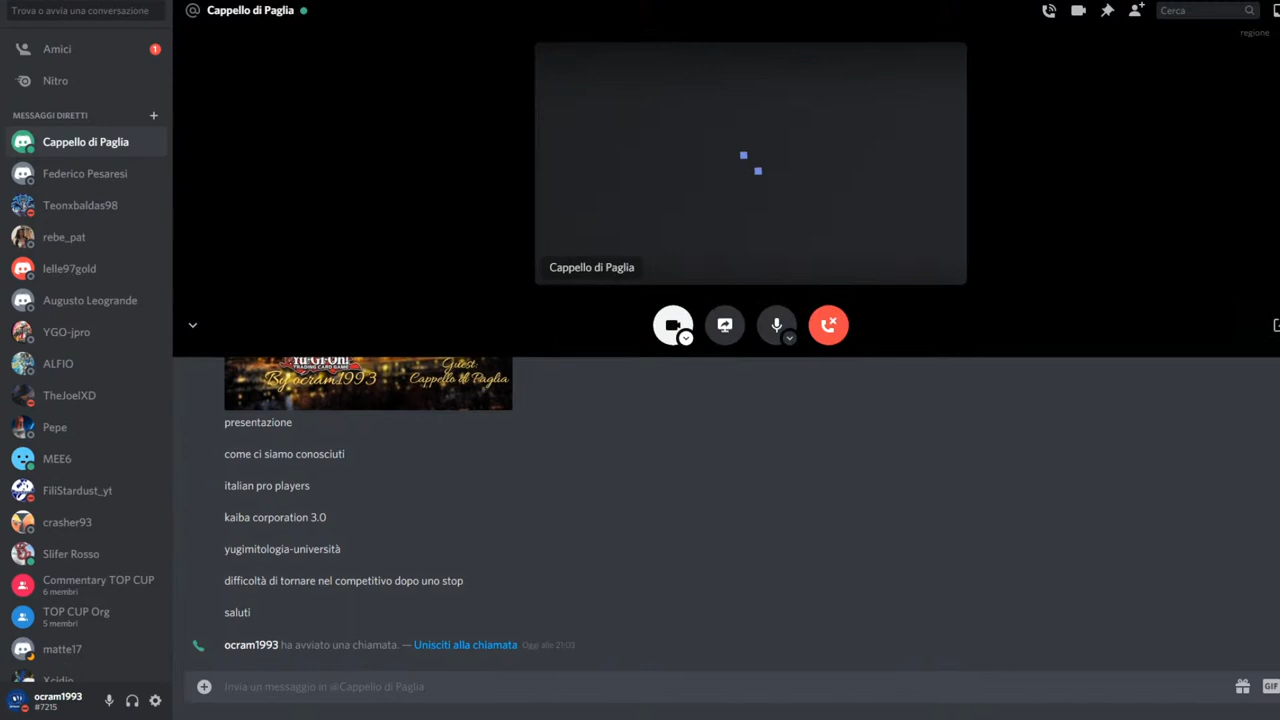 Trova o avvia una conversazione
Amici
1
Nitro
MESSAGGI DIRETTI
Cappello di Paglia
Federico Pesaresi
Teonxbaldas98
rebe_pat
lelle97gold
Augusto Leogrande
YGO-jpro
ALFIO
TheJoelXD
Pepe
MEE6
FiliStardust_yt
crasher93
Slifer Rosso
Commentary TOP CUP
6 membri
TOP CUP Org
5 membri
matte17
Xcidio
ocram1993
#7215
@ Cappello di Paglia
Cerca
regione
Cappello di Paglia
Yu-Gi-Oh!
TRADING CARD GAME
By ocram1993
Guest:
Cappello di Paglia
presentazione
come ci siamo conosciuti
italian pro players
kaiba corporation 3.0
yugimitologia-università
difficoltà di tornare nel competitivo dopo uno stop
saluti
ocram1993 ha avviato una chiamata. — Unisciti alla chiamata Oggi alle 21:03
Invia un messaggio in @Cappello di Paglia
GIF